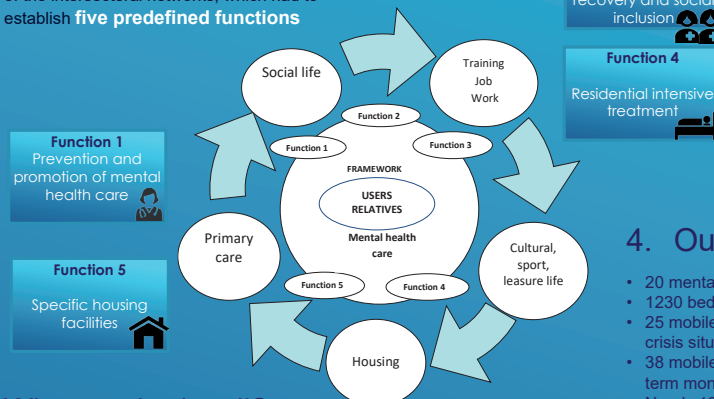 establish five predefined functions
Social life
Training
Job
Work
Function 2
Function 1
Function 3
FRAMEWORK
USERS
RELATIVES
Mental health
care
Primary
care
Cultural,
sport,
leasure life
Function 5
Function 4
Housing
Function 1
Prevention and
promotion of mental
health care
Function 5
Specific housing
facilities
recovery and social
inclusion
Function 4
Residential intensive
treatment
4. Ou
• 20 menta
• 1230 bed
• 25 mobile
crisis situ
• 38 mobile
term mon